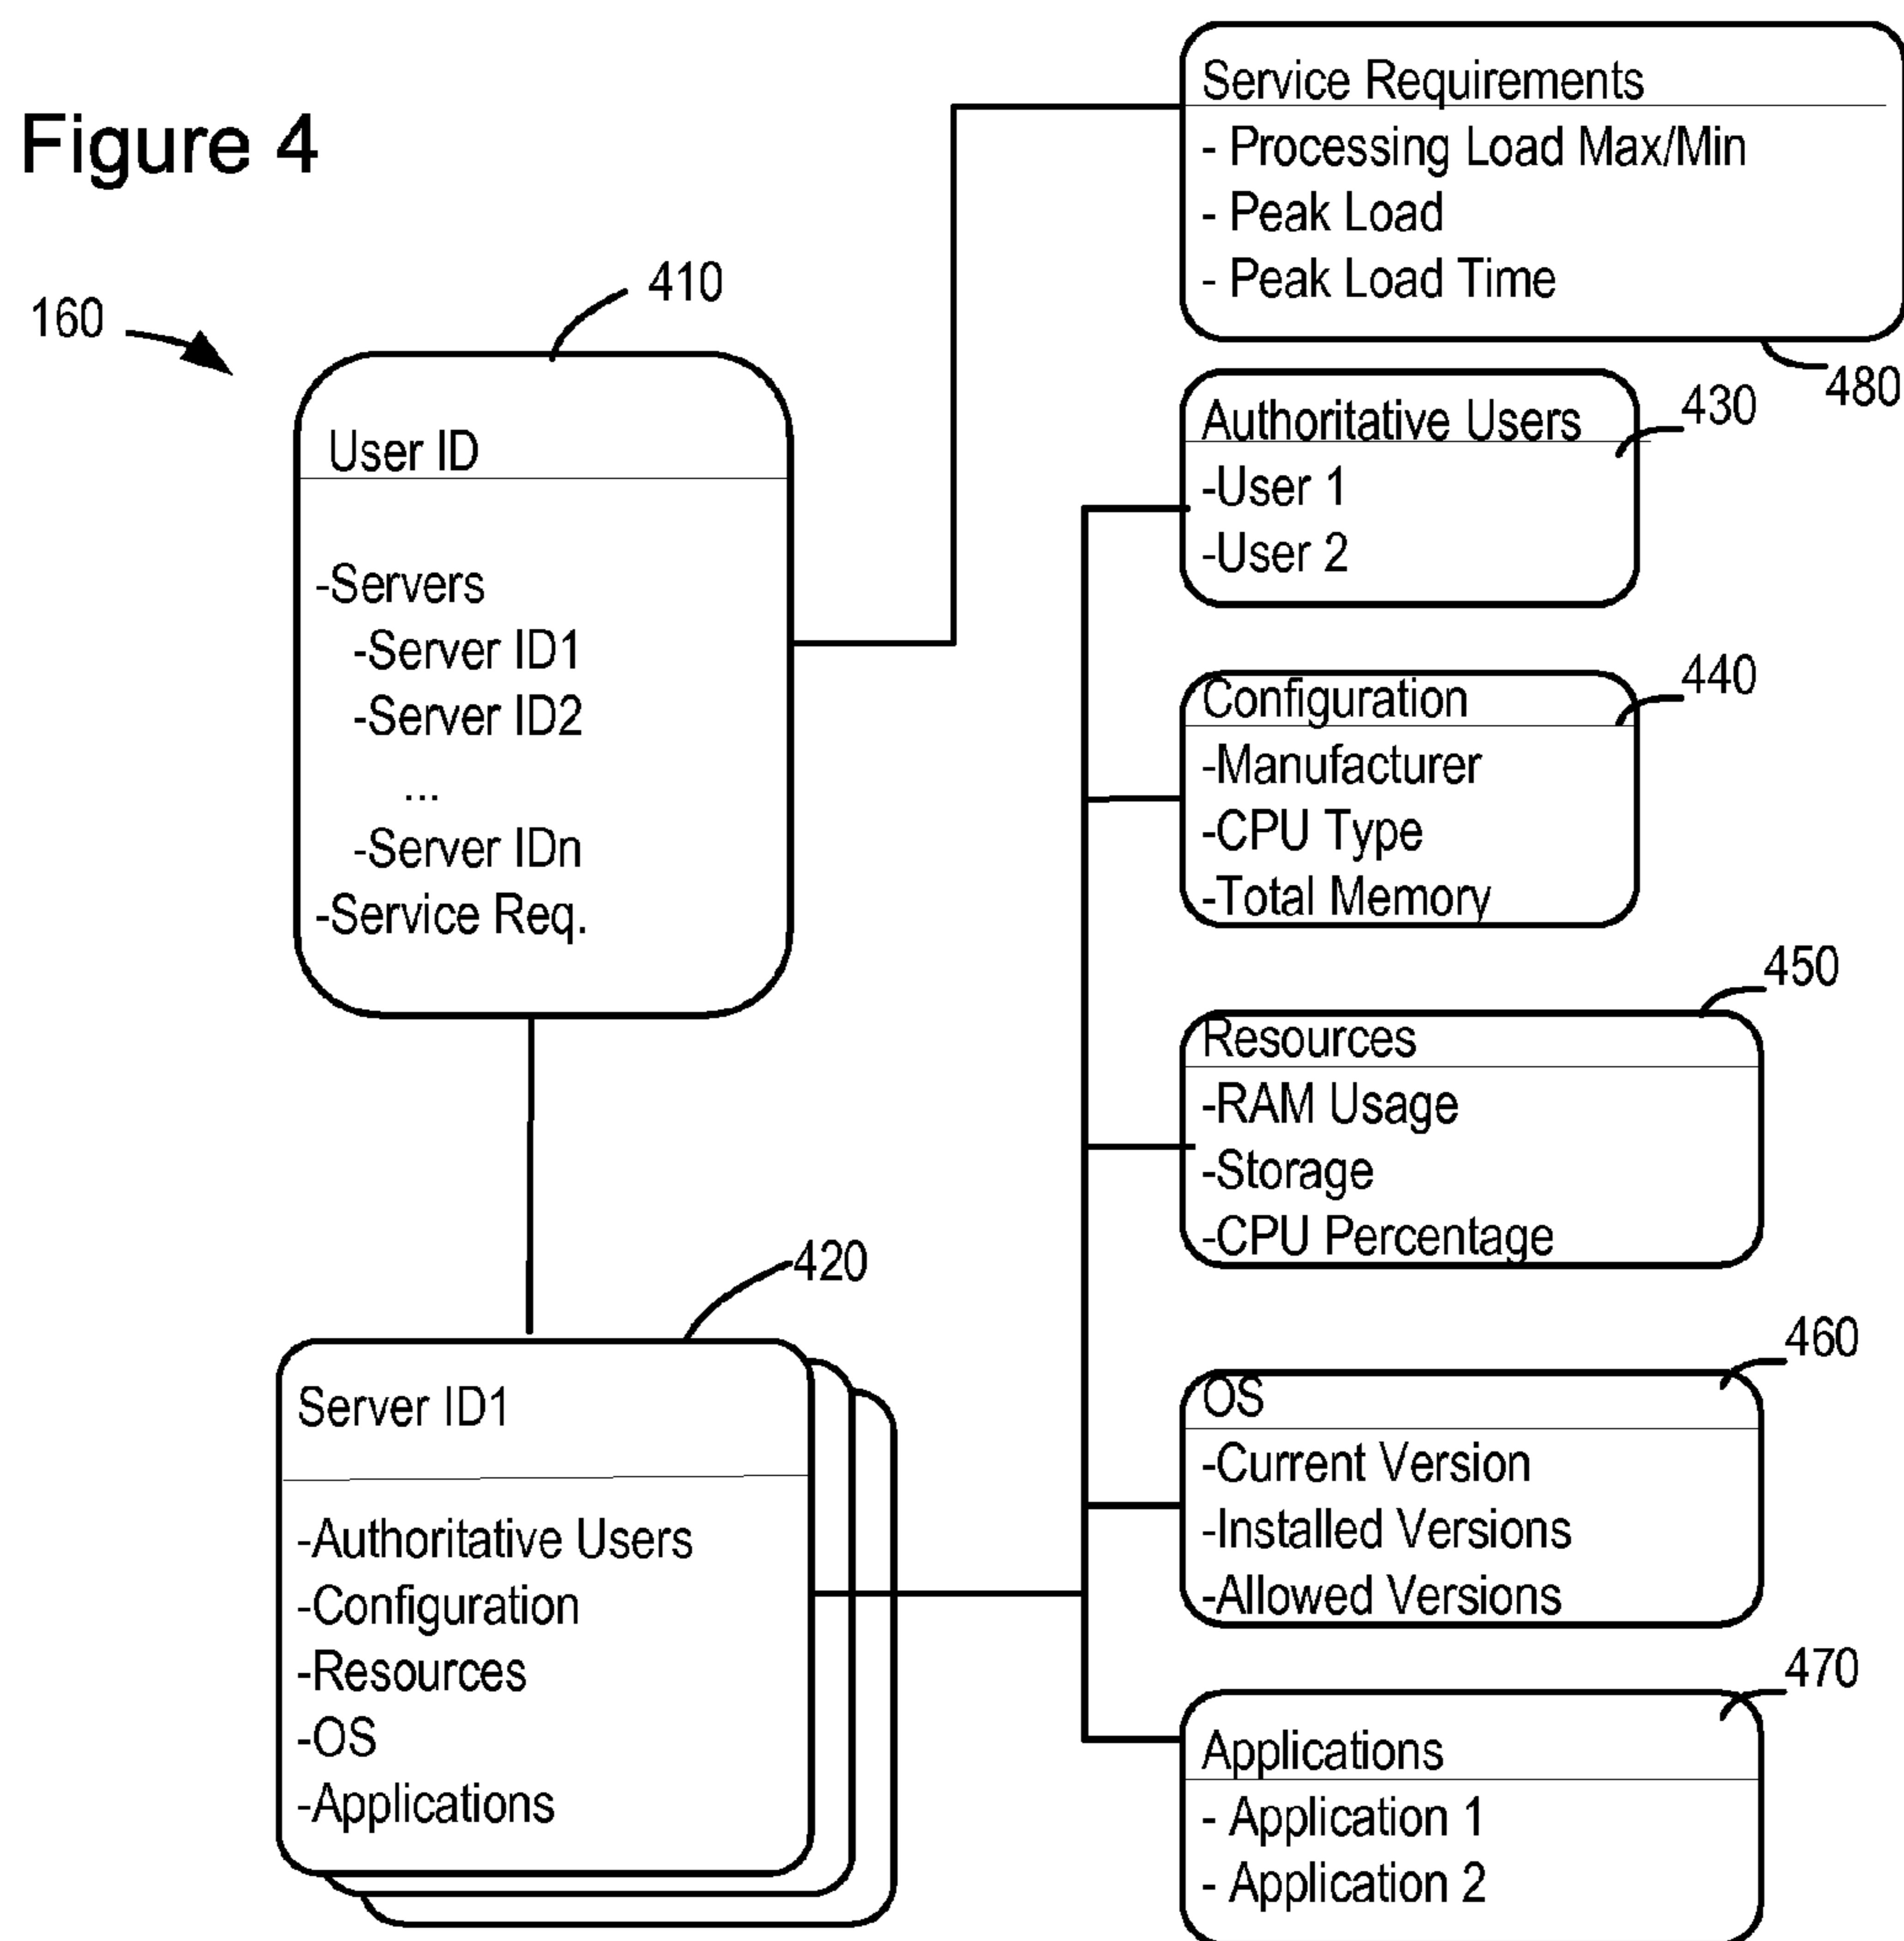 Figure 4
160
410
User ID
-Servers
-Server ID1
-Server ID2
...
-Server IDn
-Service Req.
420
Server ID1
-Authoritative Users
-Configuration
-Resources
-OS
-Applications
Service Requirements
- Processing Load Max/Min
- Peak Load
- Peak Load Time
480
Authoritative Users
430
-User 1
-User 2
Configuration
440
-Manufacturer
-CPU Type
-Total Memory
450
Resources
-RAM Usage
-Storage
-CPU Percentage
460
OS
-Current Version
-Installed Versions
-Allowed Versions
470
Applications
- Application 1
- Application 2